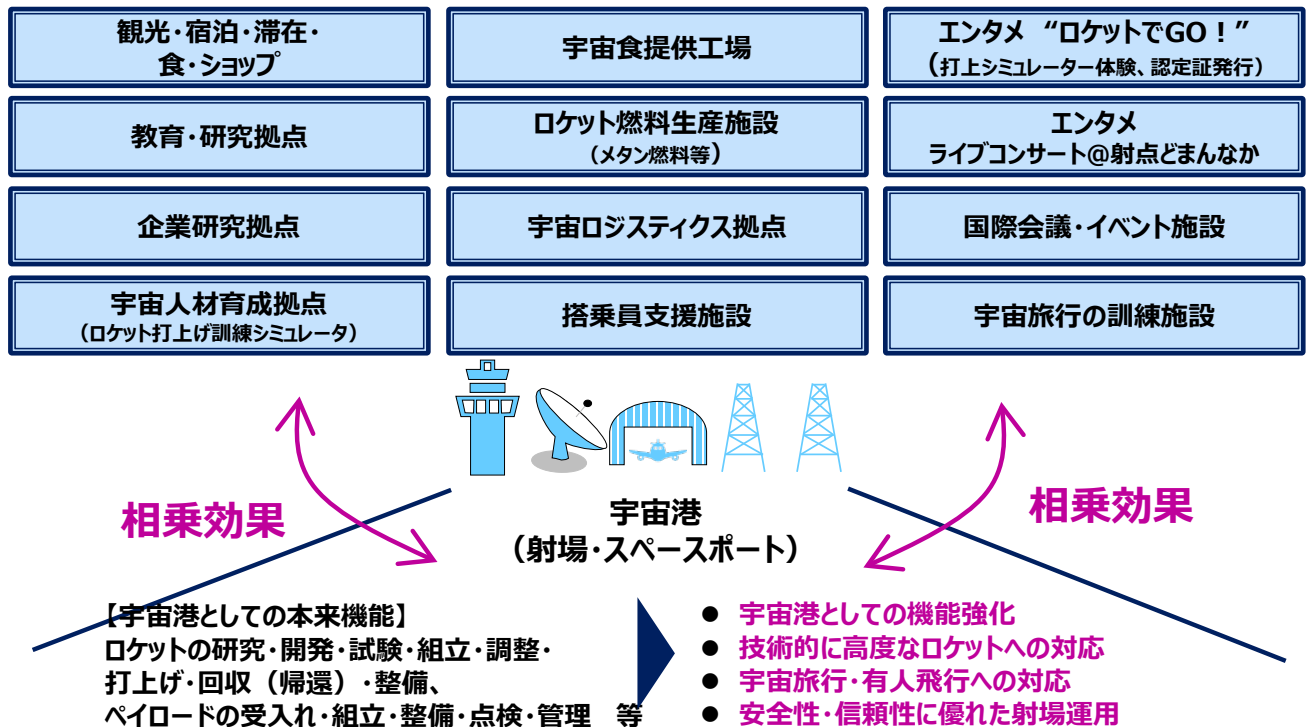 観光・宿泊・滞在・
食・ショップ
宇宙食提供工場
エンタメ “ロケットでGO！”
（打上シミュレーター体験、認定証発行）
教育・研究拠点
ロケット燃料生産施設
（メタン燃料等）
エンタメ
ライブコンサート@射点どまんなか
企業研究拠点
宇宙ロジスティクス拠点
国際会議・イベント施設
宇宙人材育成拠点
（ロケット打上げ訓練シミュレータ）
搭乗員支援施設
宇宙旅行の訓練施設
相乗効果
宇宙港
（射場・スペースポート）
相乗効果
【宇宙港としての本来機能】
ロケットの研究・開発・試験・組立・調整・
打上げ・回収（帰還）・整備、
ペイロードの受入れ・組立・整備・点検・管理　等
● 宇宙港としての機能強化
● 技術的に高度なロケットへの対応
● 宇宙旅行・有人飛行への対応
● 安全性・信頼性に優れた射場運用